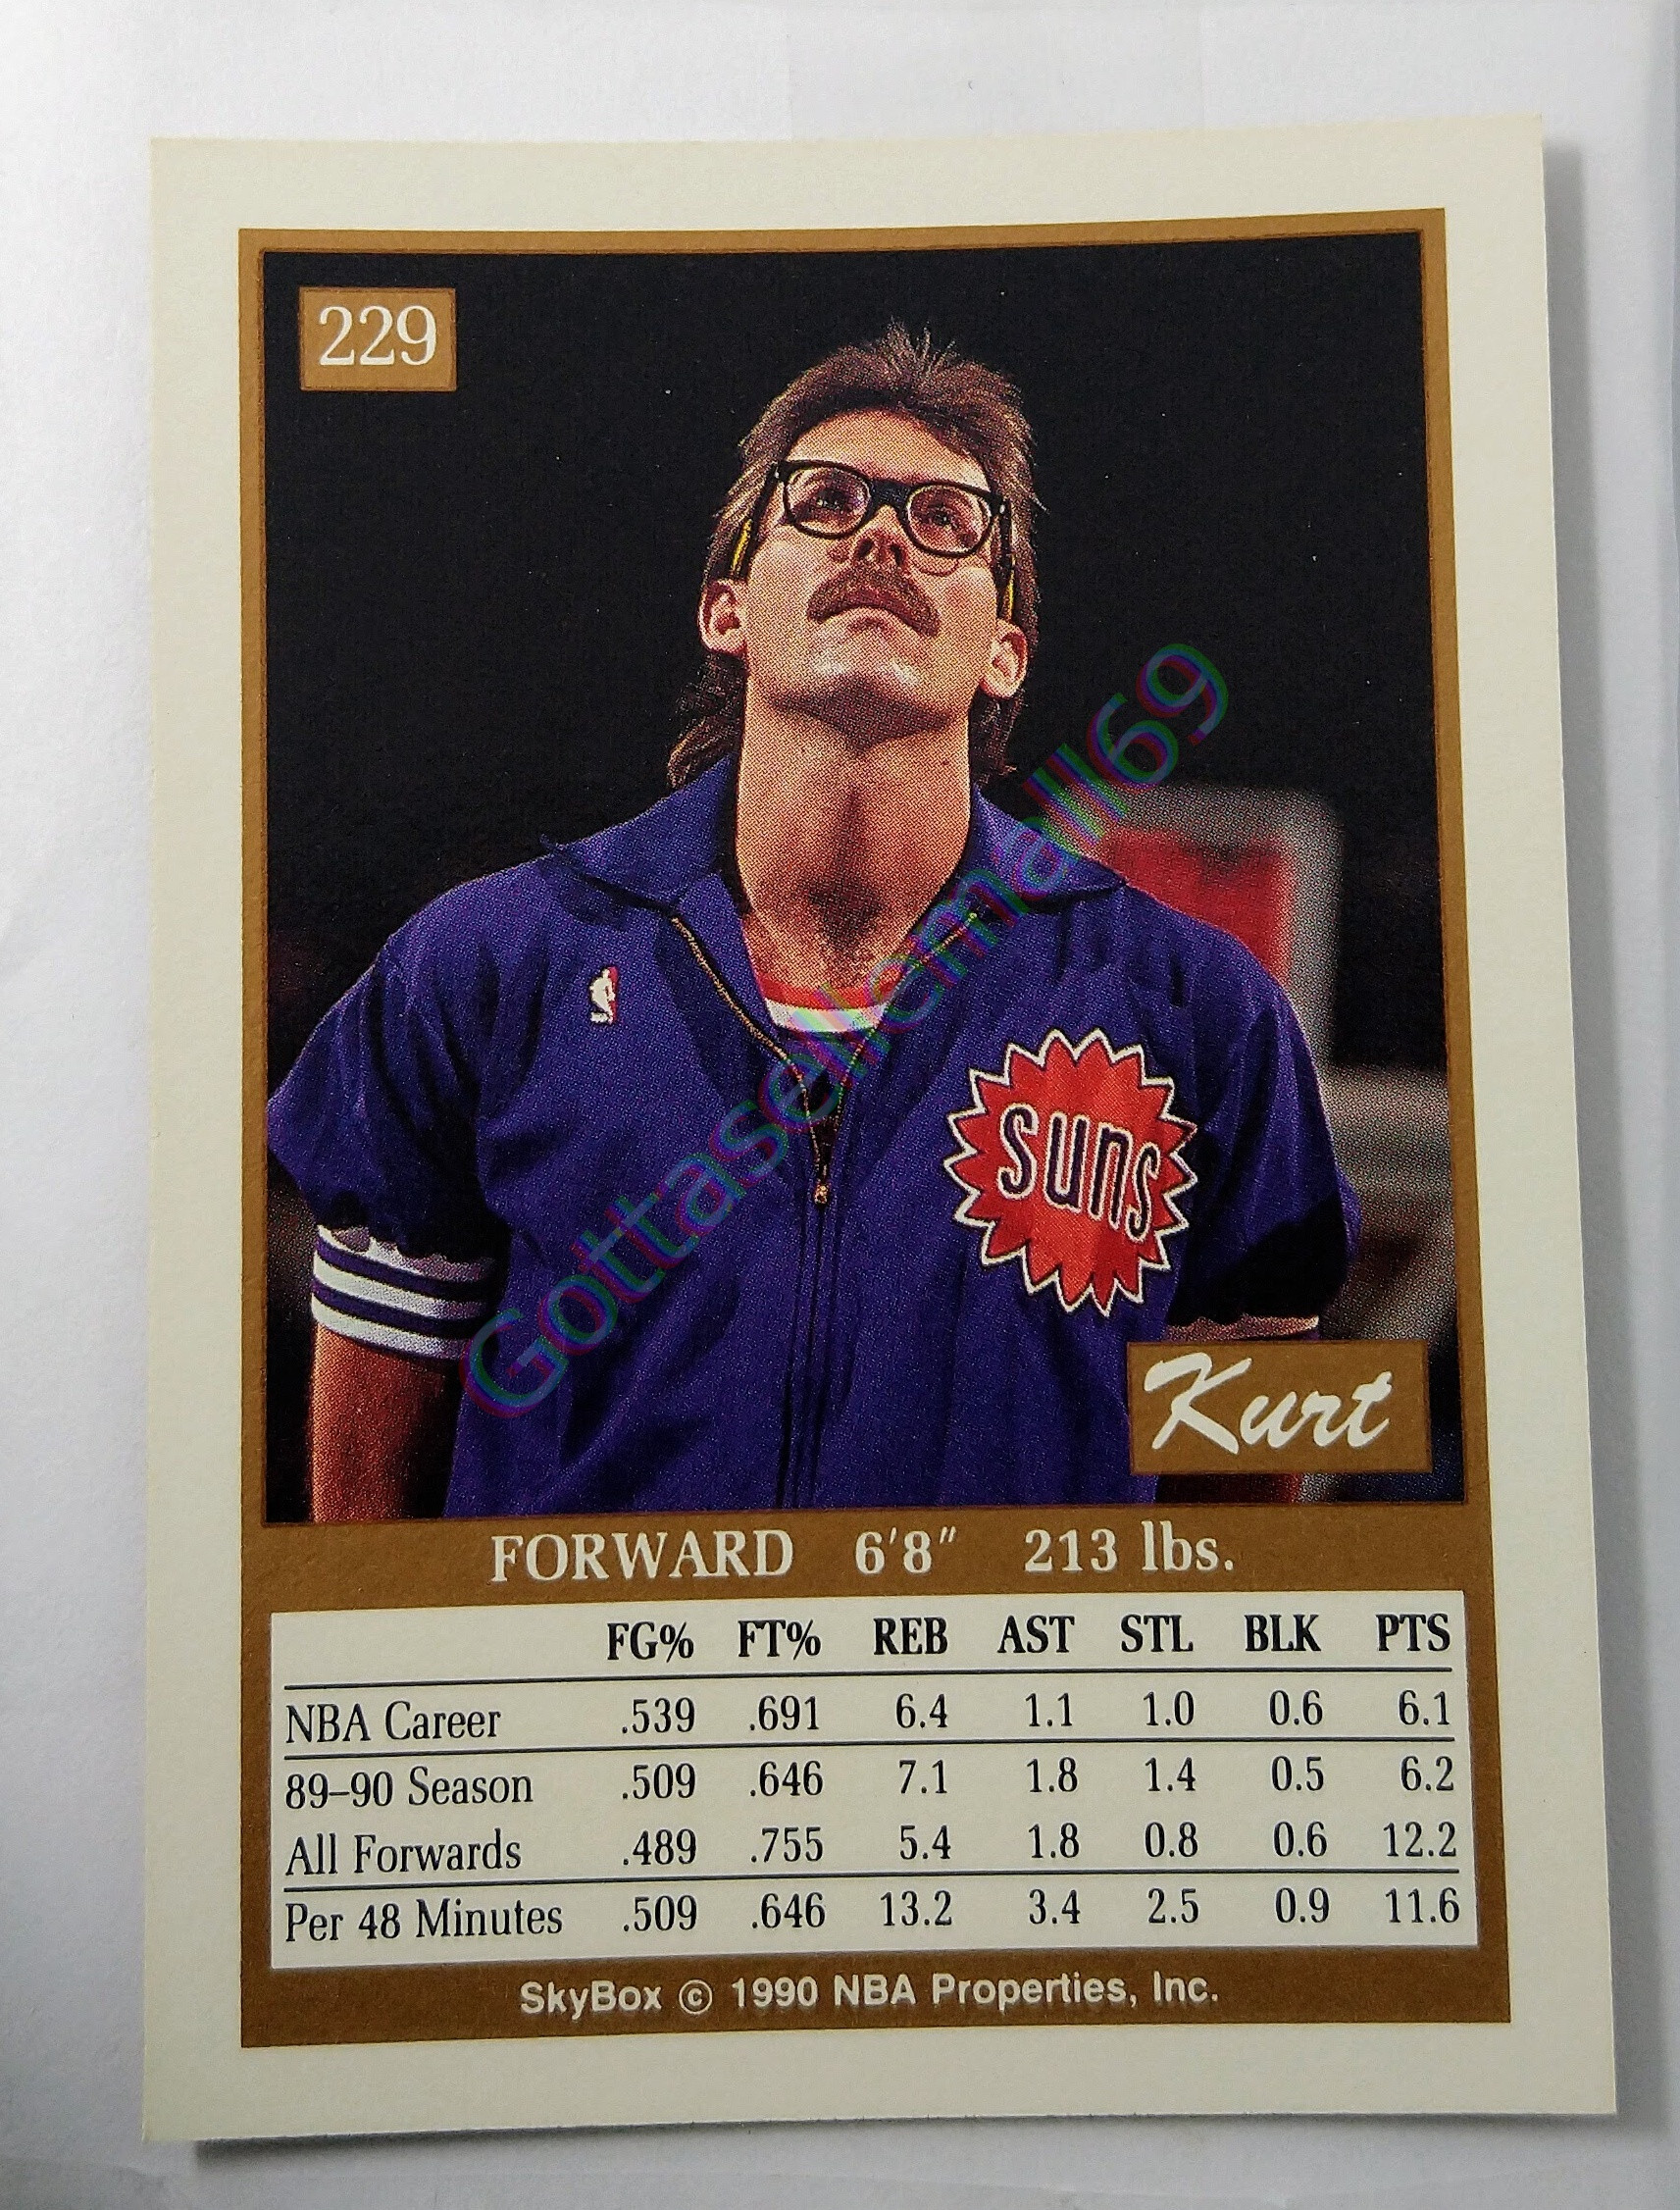 229
Gottasellemall69
suns
Kurt
FORWARD 6'8" 213 lbs.
FG% FT% REB AST STL BLK PTS
NBA Career .539 .691 6.4 1.1 1.0 0.6 6.1
89–90 Season .509 .646 7.1 1.8 1.4 0.5 6.2
All Forwards .489 .755 5.4 1.8 0.8 0.6 12.2
Per 48 Minutes .509 .646 13.2 3.4 2.5 0.9 11.6
SkyBox © 1990 NBA Properties, Inc.